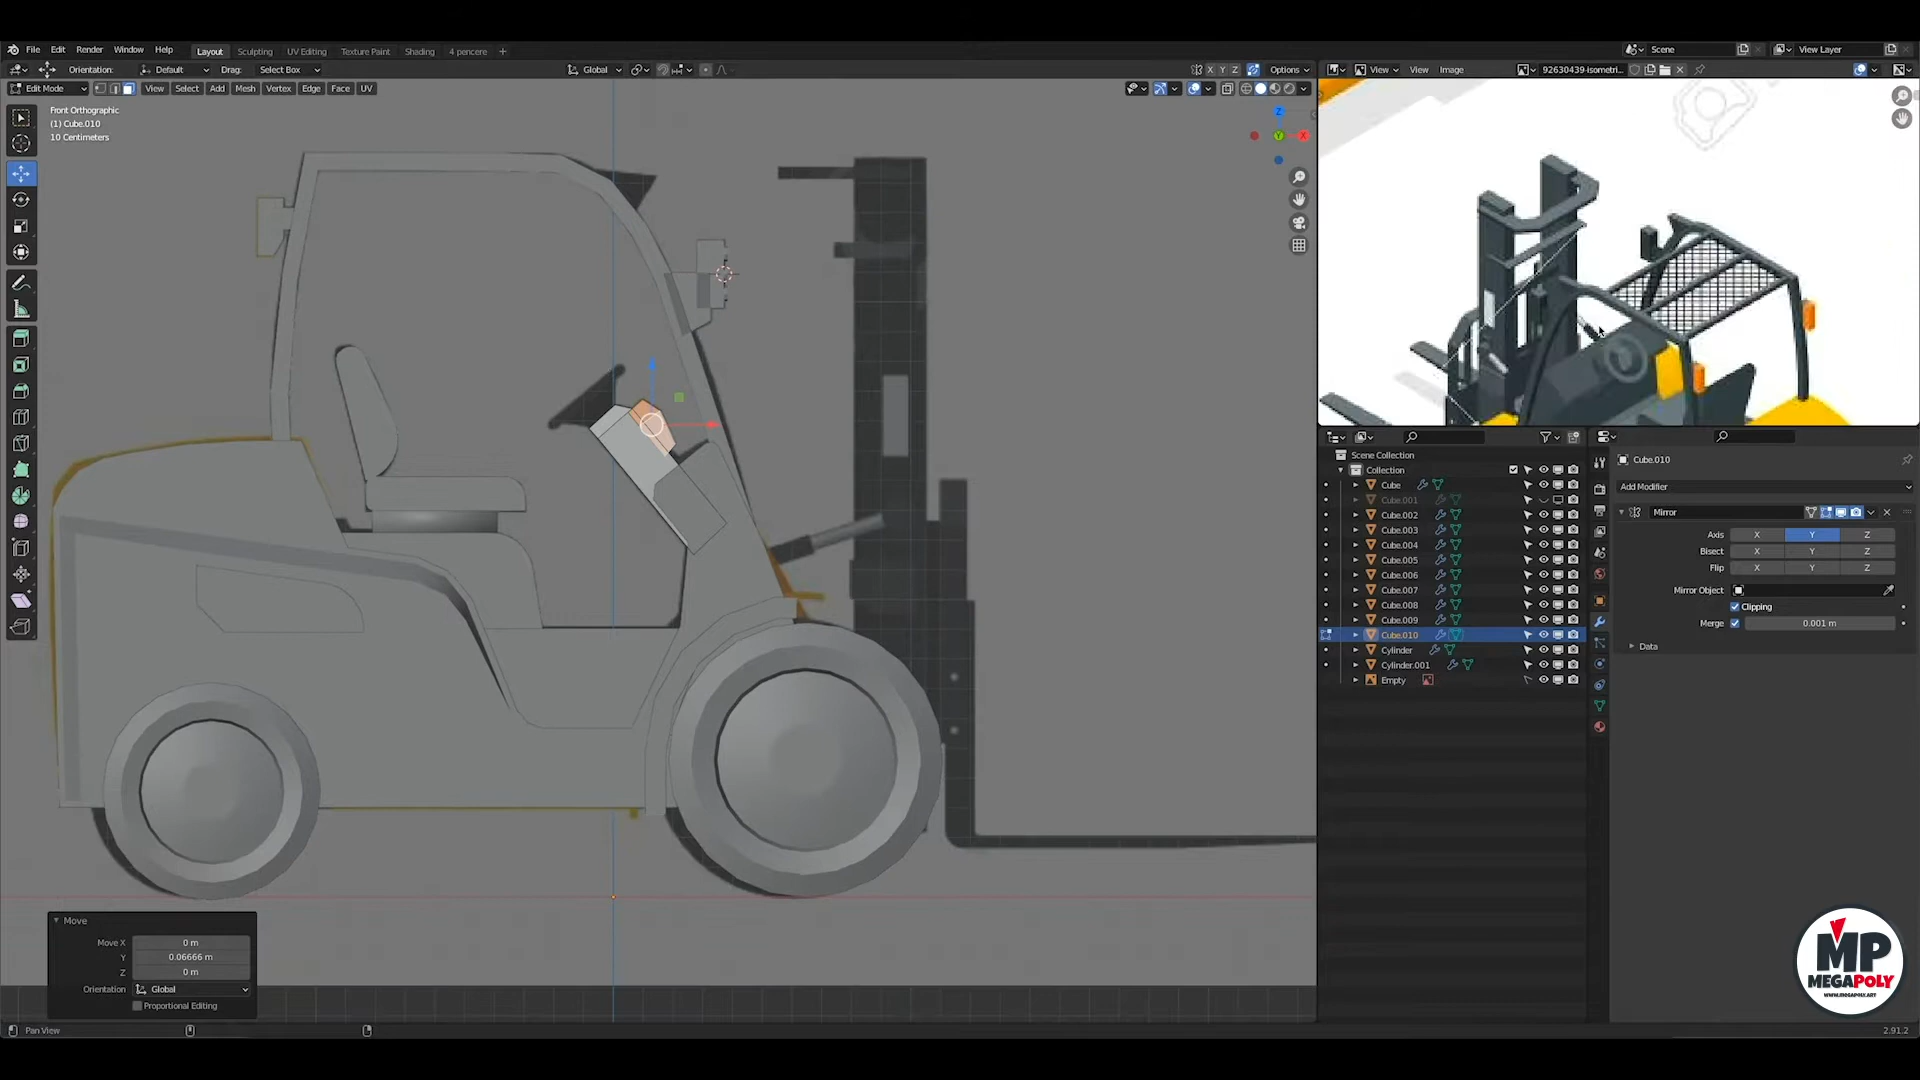 File Edit Render Window Help Layout Sculpting UV Editing Texture Paint Shading 4 pencere +
Scene View Layer
Orientation: Default Drag: Select Box Global X Y Z Options
View View Image 92630439-isometri...
Edit Mode View Select Add Mesh Vertex Edge Face UV
Front Orthographic
(1) Cube.010
10 Centimeters
Z
Y X
Scene Collection
Collection
Cube
Cube.001
Cube.002
Cube.003
Cube.004
Cube.005
Cube.006
Cube.007
Cube.008
Cube.009
Cube.010
Cylinder
Cylinder.001
Empty
Cube.010
Add Modifier
Mirror
Axis X Y Z
Bisect X Y Z
Flip X Y Z
Mirror Object
Clipping
Merge 0.001 m
Data
Move
Move X 0 m
Y 0.06666 m
Z 0 m
Orientation Global
Proportional Editing
MP
MEGAPOLY
WWW.MEGAPOLY.ART
Pan View
2.91.2